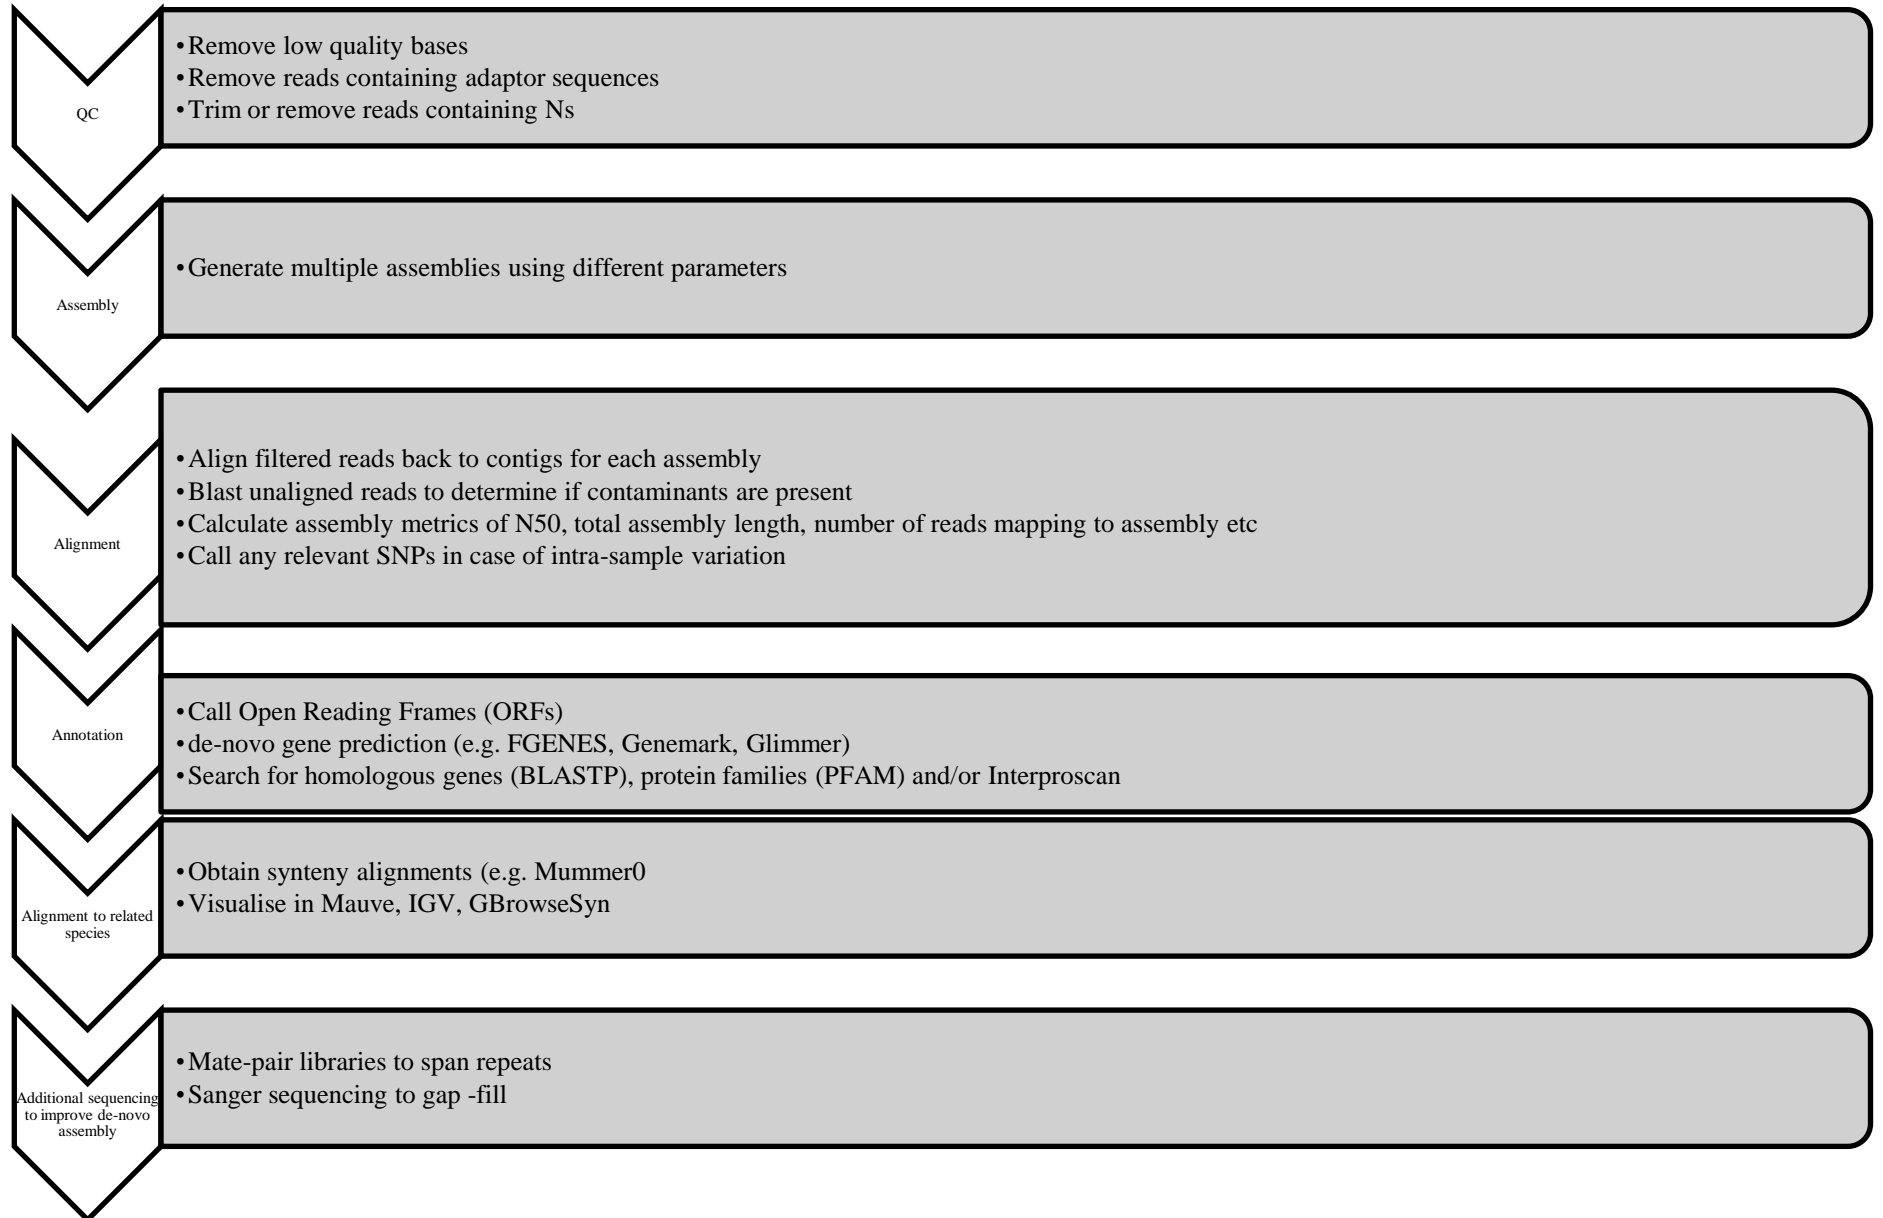 QC
•Remove low quality bases
•Remove reads containing adaptor sequences
•Trim or remove reads containing Ns
Assembly
•Generate multiple assemblies using different parameters
Alignment
•Align filtered reads back to contigs for each assembly
•Blast unaligned reads to determine if contaminants are present
•Calculate assembly metrics of N50, total assembly length, number of reads mapping to assembly etc
•Call any relevant SNPs in case of intra-sample variation
Annotation
•Call Open Reading Frames (ORFs)
•de-novo gene prediction (e.g. FGENES, Genemark, Glimmer)
•Search for homologous genes (BLASTP), protein families (PFAM) and/or Interproscan
Alignment to related
species
•Obtain synteny alignments (e.g. Mummer0
•Visualise in Mauve, IGV, GBrowseSyn
Additional sequencing
to improve de-novo
assembly
•Mate-pair libraries to span repeats
•Sanger sequencing to gap -fill